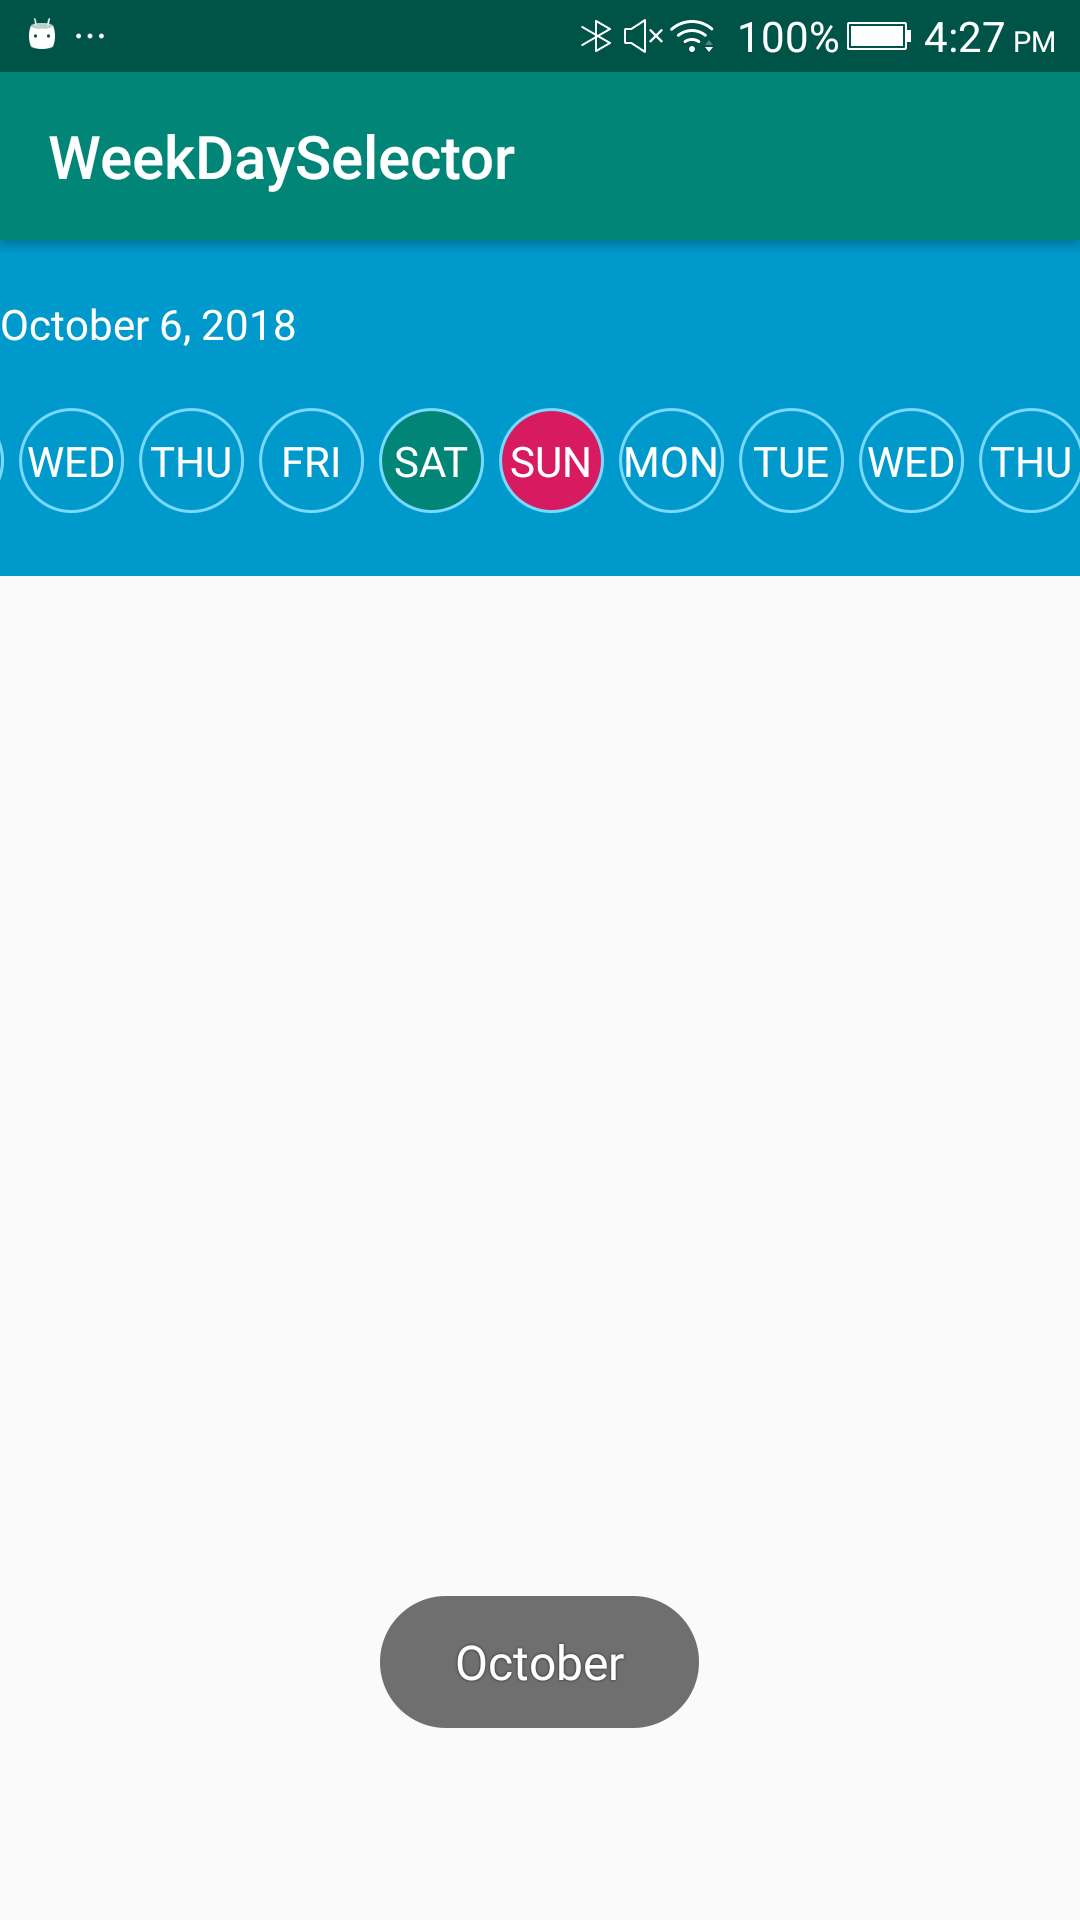 ... 100% 4:27 PM
WeekDaySelector
October 6, 2018
WED THU FRI SAT SUN MON TUE WED THU
October